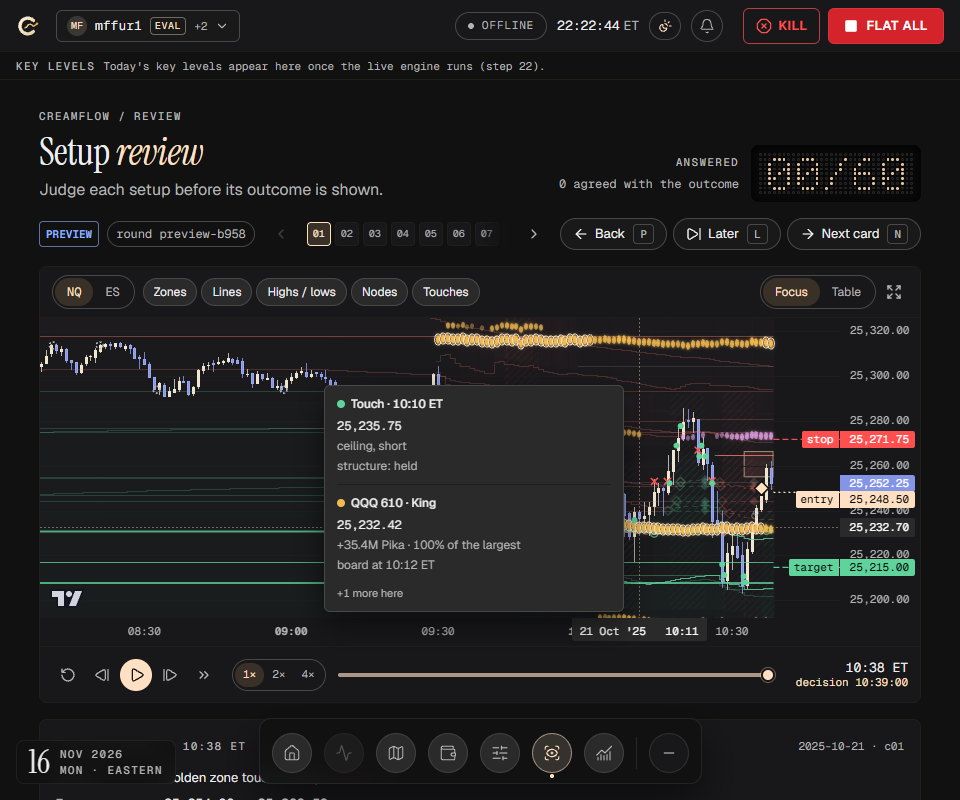 MF mffur1 EVAL +2
OFFLINE
22:22:44 ET
KILL
FLAT ALL
KEY LEVELS Today's key levels appear here once the live engine runs (step 22).
CREAMFLOW / REVIEW
Setup review
Judge each setup before its outcome is shown.
ANSWERED
0 agreed with the outcome
00/60
PREVIEW
round preview-b958
01 02 03 04 05 06 07
Back P
Later L
Next card N
NQ ES
Zones Lines Highs / lows Nodes Touches
Focus Table
25,320.00
25,300.00
25,280.00
stop 25,271.75
25,260.00
25,252.25
entry 25,248.50
25,240.00
25,232.70
25,220.00
target 25,215.00
25,200.00
Touch · 10:10 ET
25,235.75
ceiling, short
structure: held
QQQ 610 · King
25,232.42
+35.4M Pika · 100% of the largest
board at 10:12 ET
+1 more here
08:30 09:00 09:30 21 Oct '25 10:11 10:30
1× 2× 4×
10:38 ET
decision 10:39:00
16
NOV 2026
MON · EASTERN
10:38 ET
2025-10-21 · c01